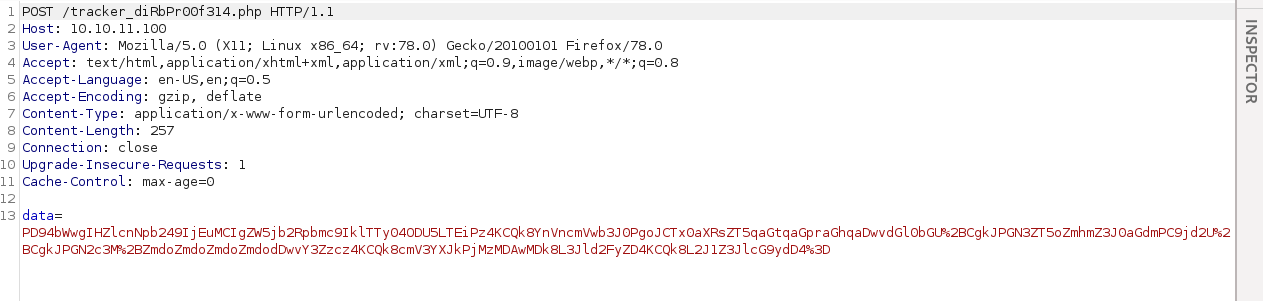 1 POST /tracker_diRbPr00f314.php HTTP/1.1
2 Host: 10.10.11.100
3 User-Agent: Mozilla/5.0 (X11; Linux x86_64; rv:78.0) Gecko/20100101 Firefox/78.0
4 Accept: text/html,application/xhtml+xml,application/xml;q=0.9,image/webp,*/*;q=0.8
5 Accept-Language: en-US,en;q=0.5
6 Accept-Encoding: gzip, deflate
7 Content-Type: application/x-www-form-urlencoded; charset=UTF-8
8 Content-Length: 257
9 Connection: close
10 Upgrade-Insecure-Requests: 1
11 Cache-Control: max-age=0
12
13 data=
PD94bWwgIHZlcnNpb249IjEuMCIgZW5jb2Rpbmc9IklTTy04ODU5LTEiPz4KCQk8YnVncmVwb3J0PgoJCTx0aXRsZT5qaGtqaGpraGhqaDwvdGl0bGU%2BCgkJPGN3ZT5oZmhmZ3J0aGdmPC9jd2U%2
BCgkJPGN2c3M%2BZmdoZmdoZmdoZmdodDwvY3Zzcz4KCQk8cmV3YXJkPjMzMDAwMDk8L3Jld2FyZD4KCQk8L2J1Z3JlcG9ydD4%3D
INSPECTOR